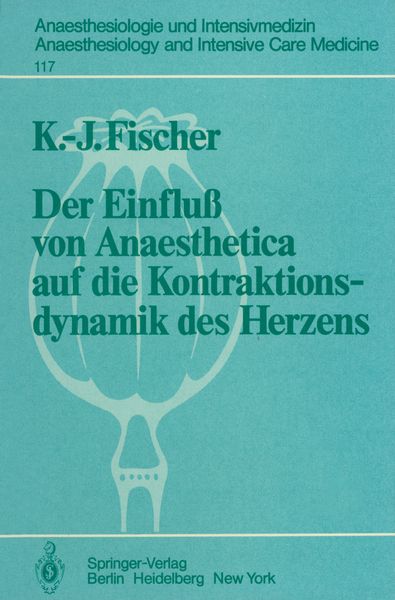 Anaesthesiologie und Intensivmedizin
Anaesthesiology and Intensive Care Medicine
117
K.-J. Fischer
Der Einfluß
von Anaesthetica
auf die Kontraktions-
dynamik des Herzens
Springer-Verlag
Berlin Heidelberg New York